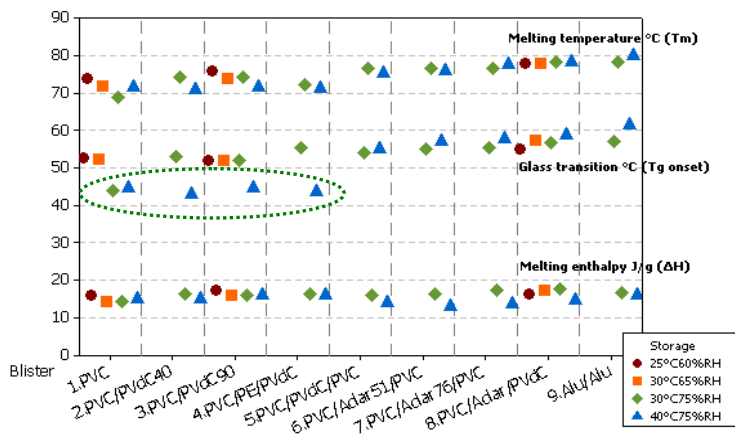 90
80
70
60
50
40
30
20
10
0
Melting temperature °C (Tm)
Glass transition °C (Tg onset)
Melting enthalpy J/g (ΔH)
Blister
1.PVC
2.PVC/PVdC40
3.PVC/PVdC90
4.PVC/PE/PVdC
5.PVC/PVdC/PVC
6.PVC/Aclar51/PVC
7.PVC/Aclar76/PVC
8.PVC/Aclar/PVdC
9.Alu/Alu
Storage
25°C60%RH
30°C65%RH
30°C75%RH
40°C75%RH